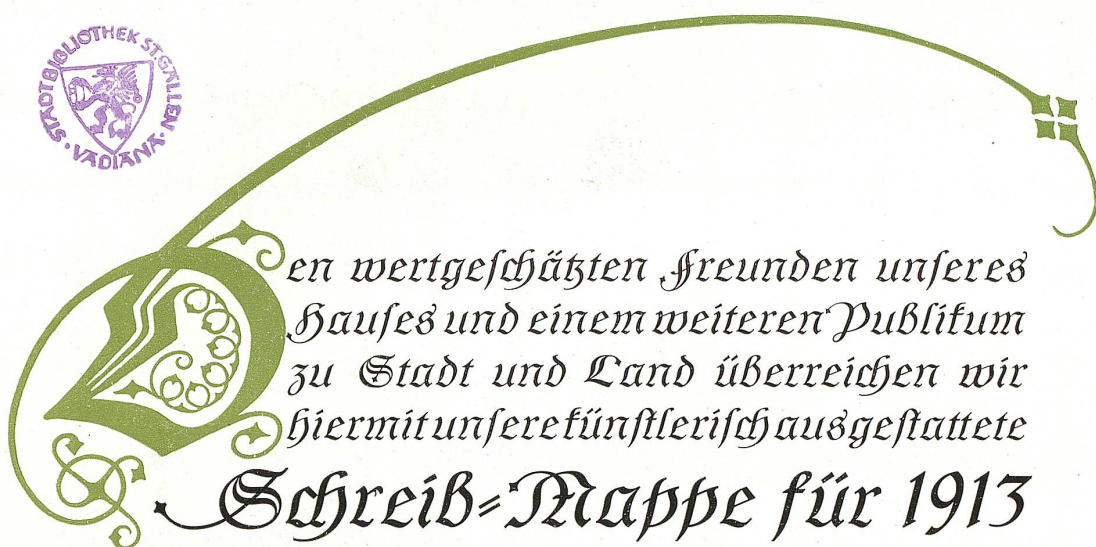 STADTBIBLIOTHEK ST. GALLEN · VADIANA ·
Den wertgeschätzten Freunden unseres
Hauses und einem weiteren Publikum
zu Stadt und Land überreichen wir
hiermit unsere künstlerisch ausgestattete
Schreib-Mappe für 1913